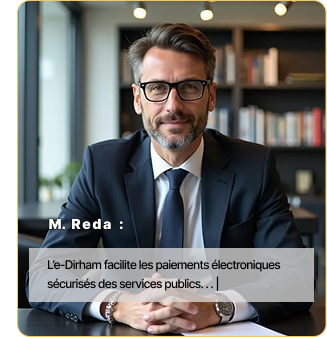 M. Reda :
L'e-Dirham facilite les paiements électroniques
sécurisés des services publics. . . |